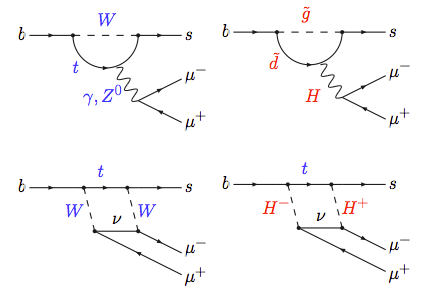 b W s
t
γ, Z⁰ μ⁻
μ⁺
b g̃ s
d̃
H μ⁻
μ⁺
b t s
W ν W
μ⁻
μ⁺
b t s
H⁻ ν H⁺
μ⁻
μ⁺